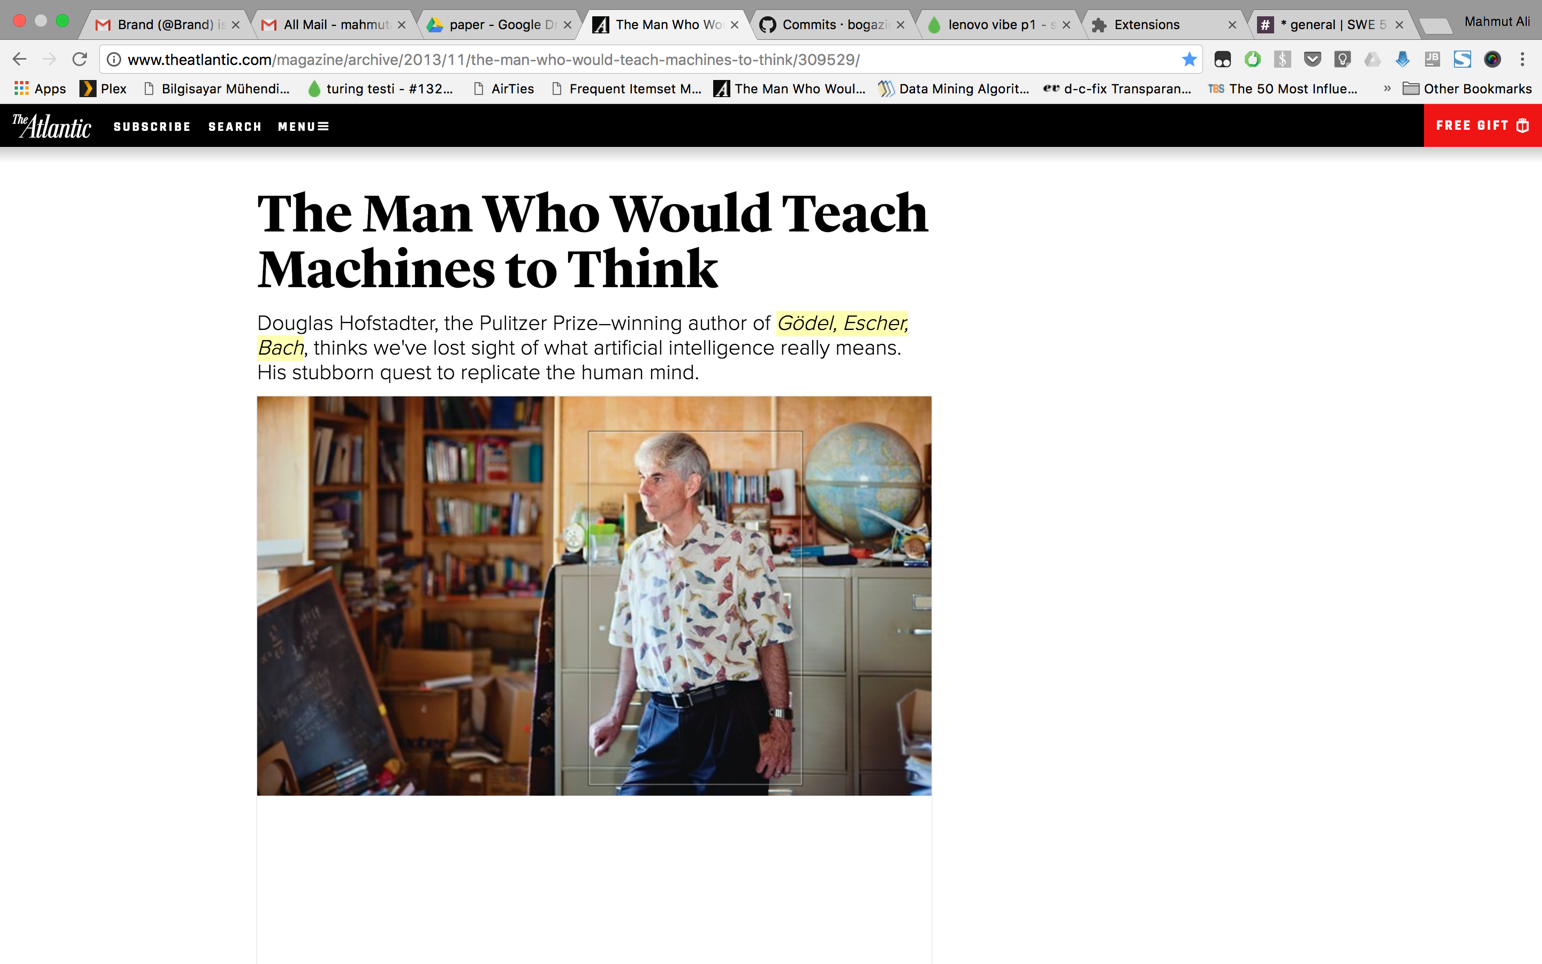 Brand (@Brand) is
All Mail - mahmut
paper - Google Dr
The Man Who Wo
Commits · bogazi
lenovo vibe p1 - s
Extensions
* general | SWE 5
Mahmut Ali
www.theatlantic.com/magazine/archive/2013/11/the-man-who-would-teach-machines-to-think/309529/
Apps
Plex
Bilgisayar Mühendi...
turing testi - #132...
AirTies
Frequent Itemset M...
The Man Who Woul...
Data Mining Algorit...
d-c-fix Transparan...
TBS The 50 Most Influe...
»
Other Bookmarks
The Atlantic
SUBSCRIBE
SEARCH
MENU
FREE GIFT
The Man Who Would Teach
Machines to Think
Douglas Hofstadter, the Pulitzer Prize–winning author of Gödel, Escher,
Bach, thinks we've lost sight of what artificial intelligence really means.
His stubborn quest to replicate the human mind.